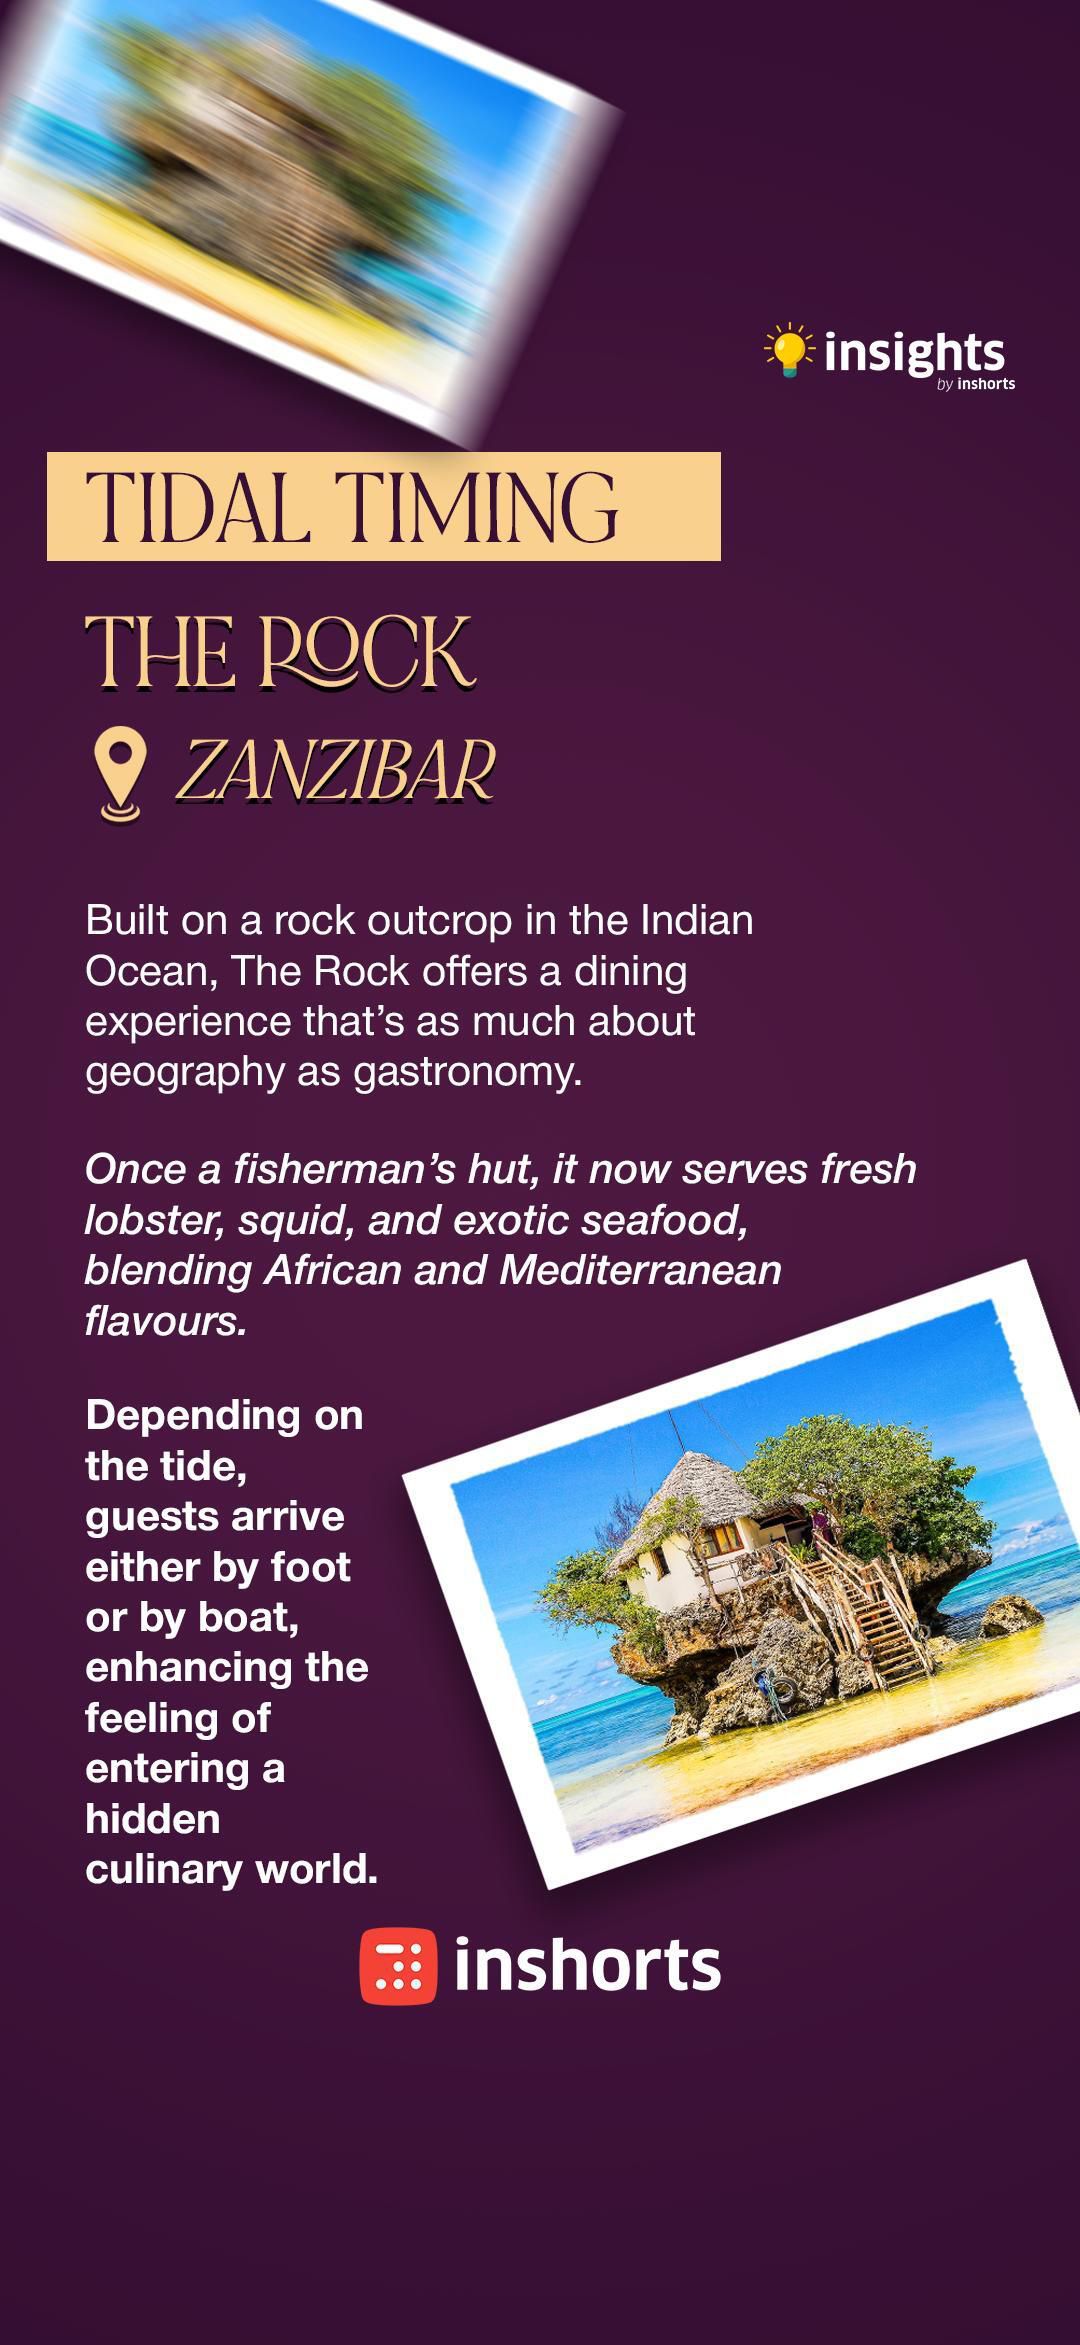 insights
by inshorts
TIDAL TIMING
THE ROCK
ZANZIBAR
Built on a rock outcrop in the Indian
Ocean, The Rock offers a dining
experience that’s as much about
geography as gastronomy.
Once a fisherman’s hut, it now serves fresh
lobster, squid, and exotic seafood,
blending African and Mediterranean
flavours.
Depending on
the tide,
guests arrive
either by foot
or by boat,
enhancing the
feeling of
entering a
hidden
culinary world.
inshorts